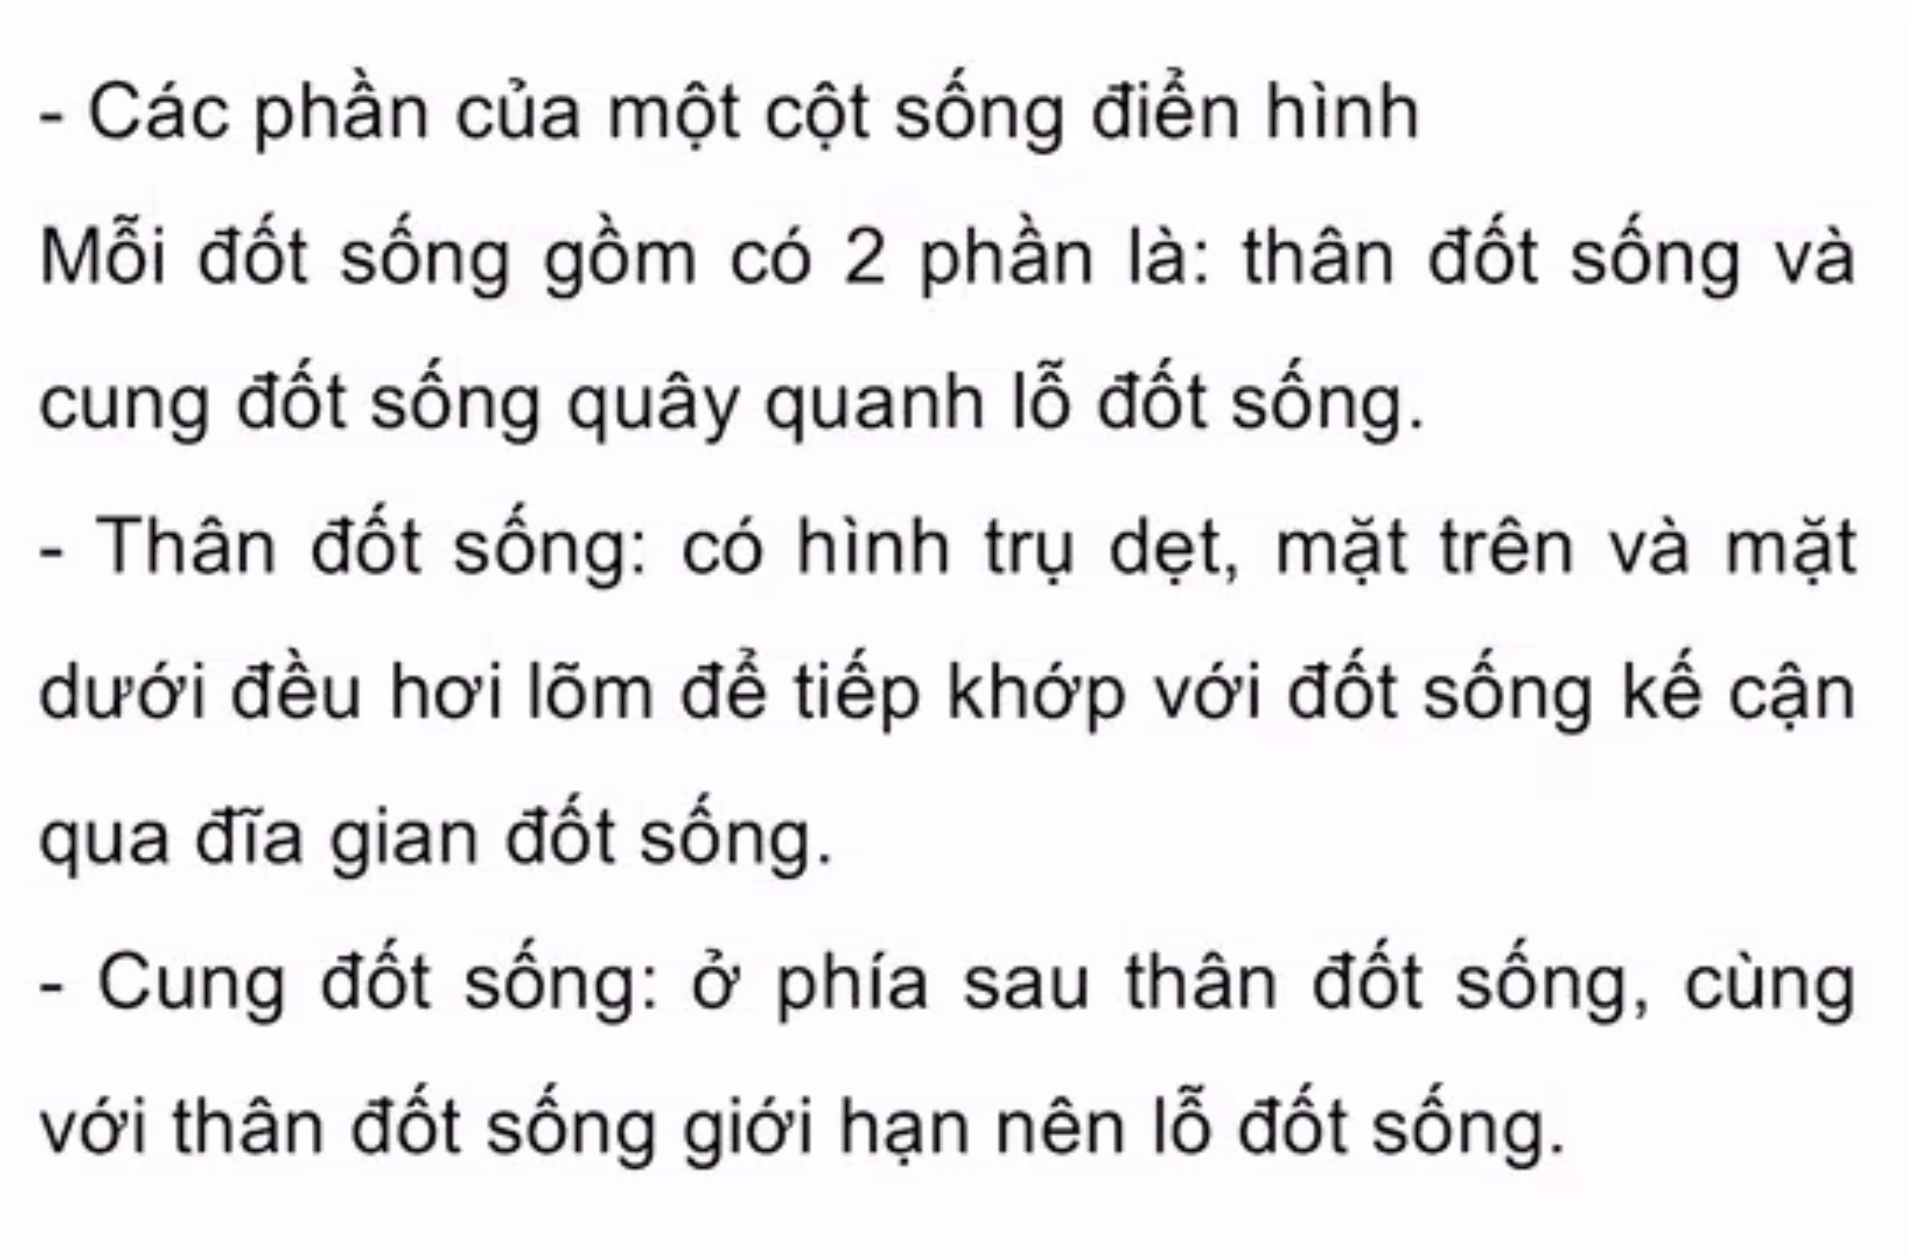 - Các phần của một cột sống điển hình
Mỗi đốt sống gồm có 2 phần là: thân đốt sống và
cung đốt sống quây quanh lỗ đốt sống.
- Thân đốt sống: có hình trụ dẹt, mặt trên và mặt
dưới đều hơi lõm để tiếp khớp với đốt sống kế cận
qua đĩa gian đốt sống.
- Cung đốt sống: ở phía sau thân đốt sống, cùng
với thân đốt sống giới hạn nên lỗ đốt sống.